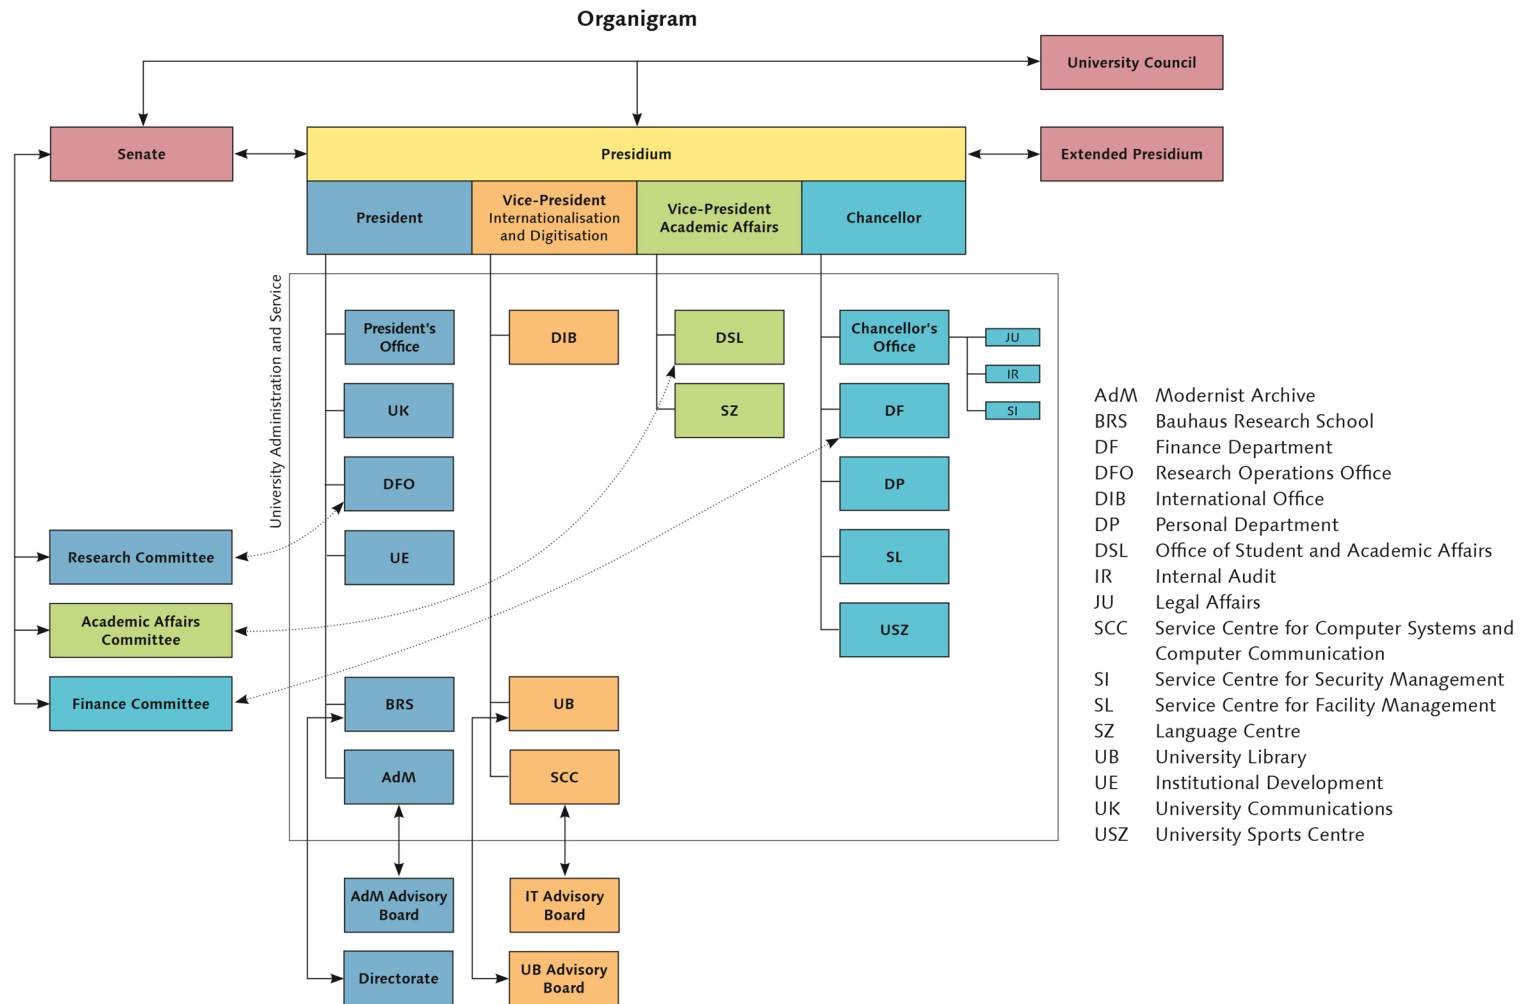 Organigram
University Council
Senate
Presidium
Extended Presidium
President
Vice-President
Internationalisation
and Digitisation
Vice-President
Academic Affairs
Chancellor
University Administration and Service
President's
Office
DIB
DSL
Chancellor's
Office
JU
IR
SI
UK
SZ
DF
DFO
DP
UE
SL
USZ
Research Committee
Academic Affairs
Committee
Finance Committee
BRS
UB
AdM
SCC
AdM Advisory
Board
IT Advisory
Board
Directorate
UB Advisory
Board
AdM Modernist Archive
BRS Bauhaus Research School
DF Finance Department
DFO Research Operations Office
DIB International Office
DP Personal Department
DSL Office of Student and Academic Affairs
IR Internal Audit
JU Legal Affairs
SCC Service Centre for Computer Systems and
Computer Communication
SI Service Centre for Security Management
SL Service Centre for Facility Management
SZ Language Centre
UB University Library
UE Institutional Development
UK University Communications
USZ University Sports Centre